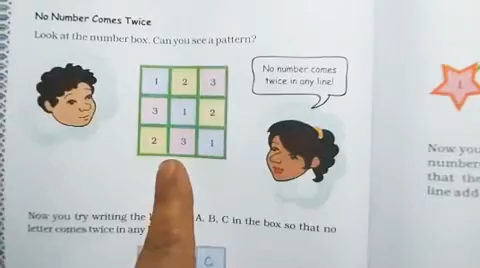 No Number Comes Twice
Look at the number box. Can you see a pattern?
No number comes
twice in any line!
1 2 3
3 1 2
2 3 1
Now you try writing the A, B, C in the box so that no
letter comes twice in any
C
1
Now you
number
that the
line add